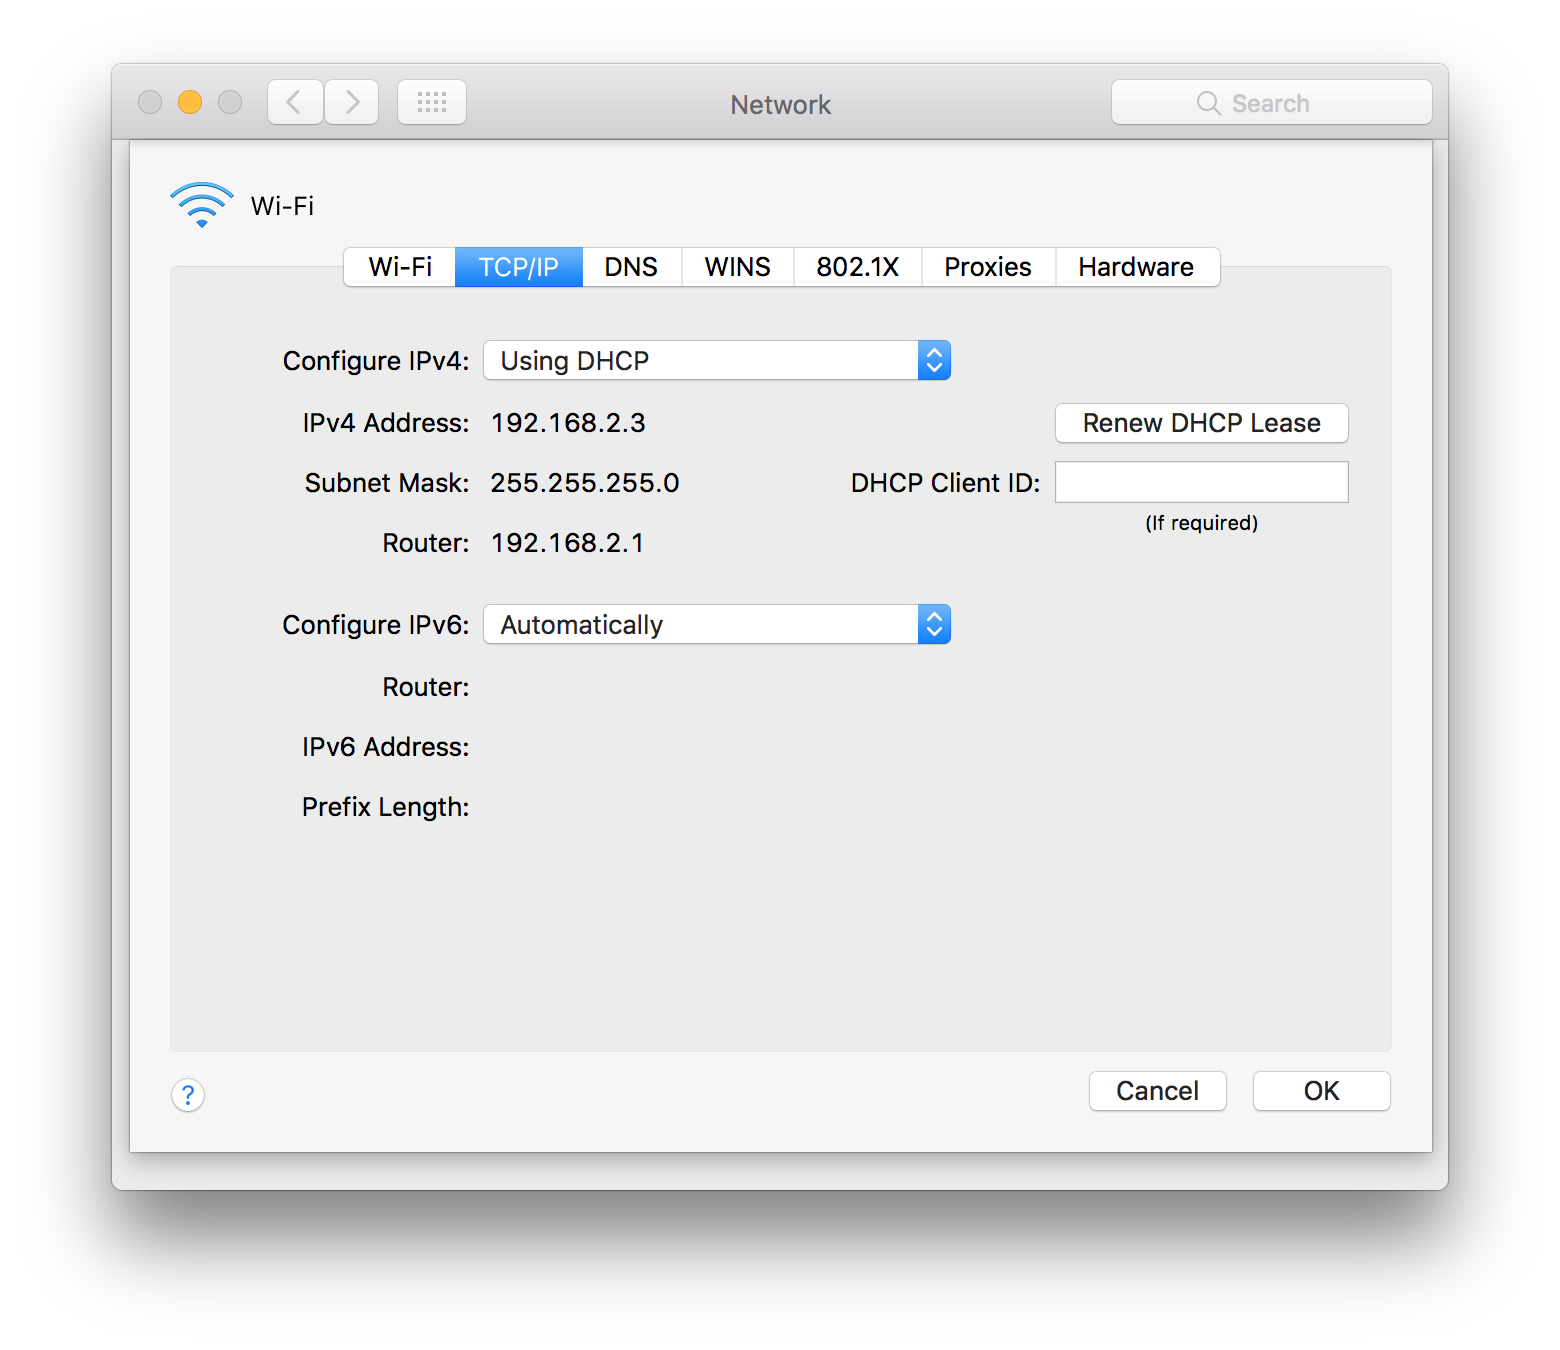 Network
Search
Wi-Fi
Wi-Fi TCP/IP DNS WINS 802.1X Proxies Hardware
Configure IPv4: Using DHCP
IPv4 Address: 192.168.2.3 Renew DHCP Lease
Subnet Mask: 255.255.255.0 DHCP Client ID:
(If required)
Router: 192.168.2.1
Configure IPv6: Automatically
Router:
IPv6 Address:
Prefix Length:
? Cancel OK